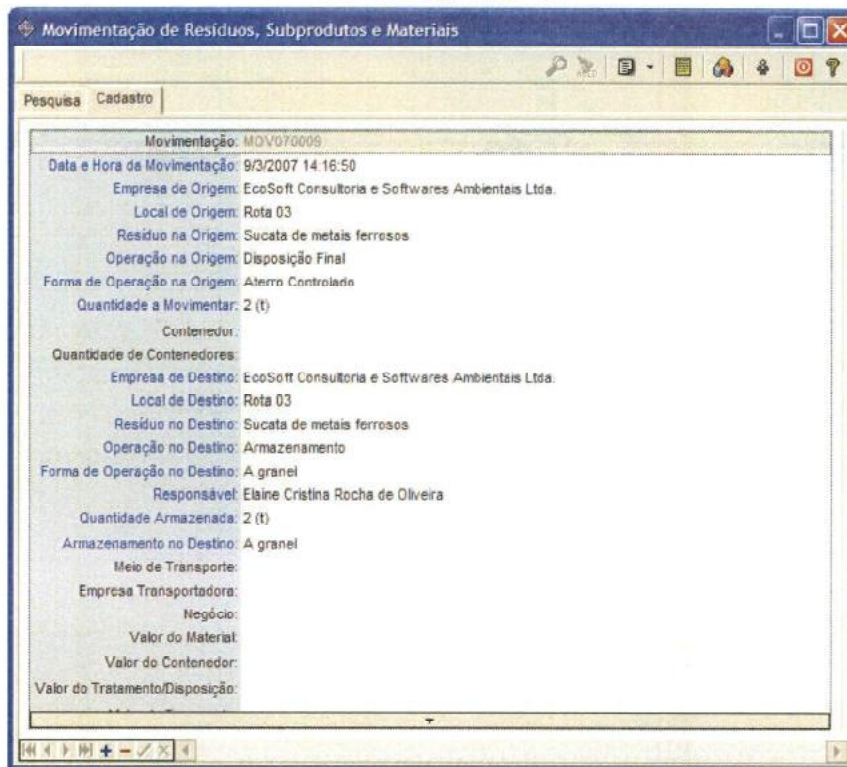 Movimentação de Resíduos, Subprodutos e Materiais
Pesquisa Cadastro
Movimentação: MOV070009
Data e Hora da Movimentação: 9/3/2007 14:16:50
Empresa de Origem: EcoSoft Consultoria e Softwares Ambientais Ltda.
Local de Origem: Rota 03
Resíduo na Origem: Sucata de metais ferrosos
Operação na Origem: Disposição Final
Forma de Operação na Origem: Aterro Controlado
Quantidade a Movimentar: 2 (t)
Contenedor:
Quantidade de Contenedores:
Empresa de Destino: EcoSoft Consultoria e Softwares Ambientais Ltda.
Local de Destino: Rota 03
Resíduo no Destino: Sucata de metais ferrosos
Operação no Destino: Armazenamento
Forma de Operação no Destino: A granel
Responsável: Elaine Cristina Rocha de Oliveira
Quantidade Armazenada: 2 (t)
Armazenamento no Destino: A granel
Meio de Transporte:
Empresa Transportadora:
Negócio:
Valor do Material:
Valor do Contenedor:
Valor do Tratamento/Disposição: